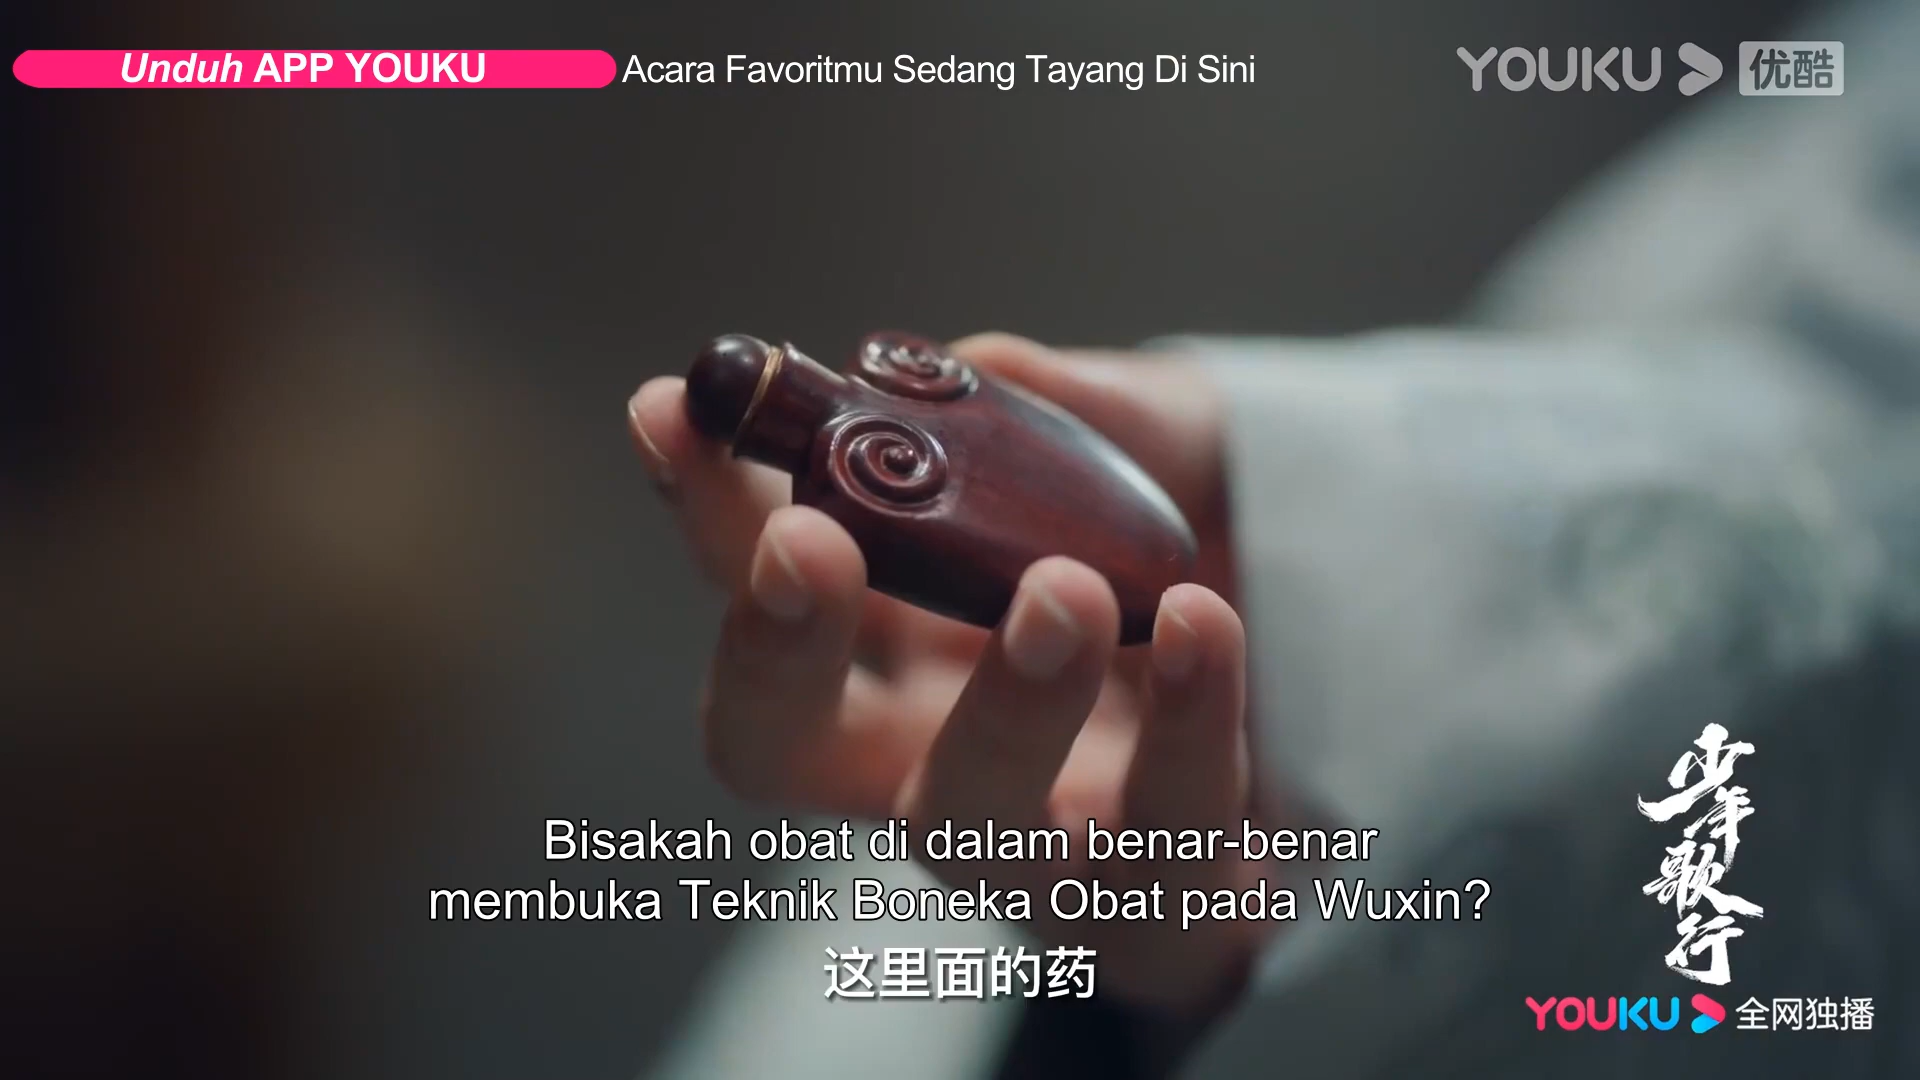 Unduh APP YOUKU Acara Favoritmu Sedang Tayang Di Sini
YOUKU 优酷
Bisakah obat di dalam benar-benar
membuka Teknik Boneka Obat pada Wuxin?
这里面的药
少年歌行
YOUKU 全网独播